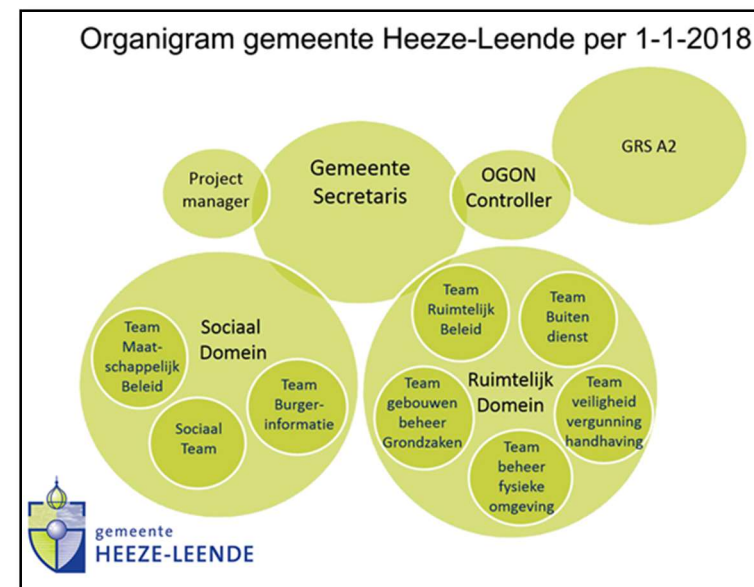 Organigram gemeente Heeze-Leende per 1-1-2018
Project
manager
Gemeente
Secretaris
OGON
Controller
GRS A2
Sociaal
Domein
Team
Maat-
schappelijk
Beleid
Team
Burger-
informatie
Sociaal
Team
Team
Ruimtelijk
Beleid
Team
Buiten
dienst
Ruimtelijk
Domein
Team
gebouwen
beheer
Grondzaken
Team
veiligheid
vergunning
handhaving
Team
beheer
fysieke
omgeving
gemeente
HEEZE-LEENDE